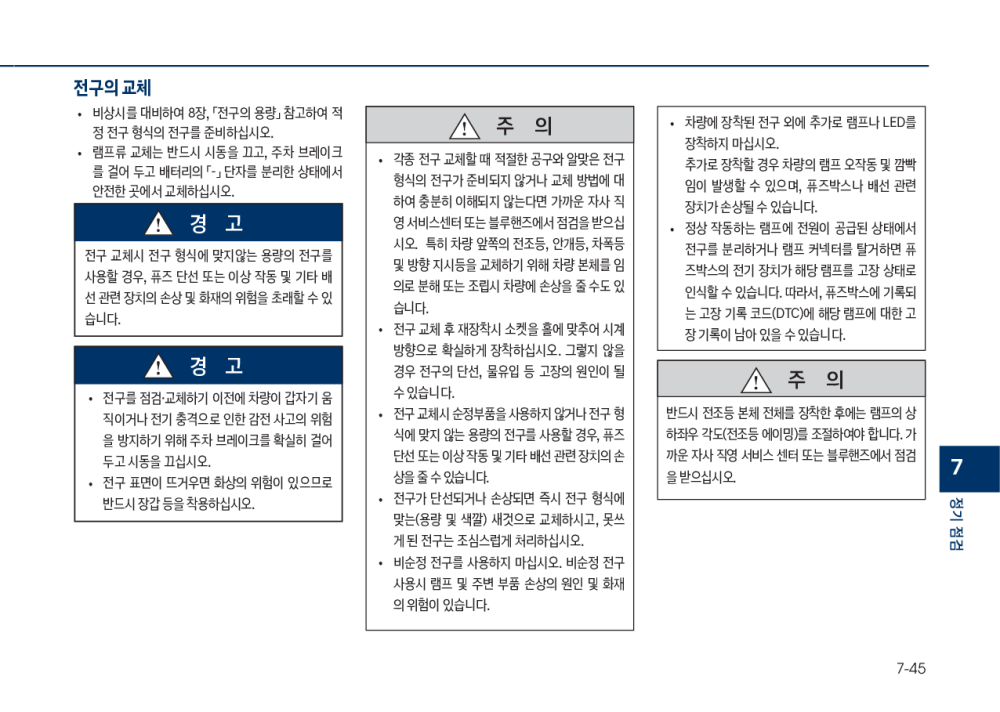 전구의 교체
• 비상시를 대비하여 8장, 「전구의 용량」 참고하여 적
정 전구 형식의 전구를 준비하십시오.
• 램프류 교체는 반드시 시동을 끄고, 주차 브레이크
를 걸어 두고 배터리의 「-」 단자를 분리한 상태에서
안전한 곳에서 교체하십시오.
경 고
전구 교체시 전구 형식에 맞지않는 용량의 전구를
사용할 경우, 퓨즈 단선 또는 이상 작동 및 기타 배
선 관련 장치의 손상 및 화재의 위험을 초래할 수 있
습니다.
경 고
• 전구를 점검·교체하기 이전에 차량이 갑자기 움
직이거나 전기 충격으로 인한 감전 사고의 위험
을 방지하기 위해 주차 브레이크를 확실히 걸어
두고 시동을 끄십시오.
• 전구 표면이 뜨거우면 화상의 위험이 있으므로
반드시 장갑 등을 착용하십시오.
주 의
• 각종 전구 교체할 때 적절한 공구와 알맞은 전구
형식의 전구가 준비되지 않거나 교체 방법에 대
하여 충분히 이해되지 않는다면 가까운 자사 직
영 서비스센터 또는 블루핸즈에서 점검을 받으십
시오. 특히 차량 앞쪽의 전조등, 안개등, 차폭등
및 방향 지시등을 교체하기 위해 차량 본체를 임
의로 분해 또는 조립시 차량에 손상을 줄 수도 있
습니다.
• 전구 교체 후 재장착시 소켓을 홀에 맞추어 시계
방향으로 확실하게 장착하십시오. 그렇지 않을
경우 전구의 단선, 물유입 등 고장의 원인이 될
수 있습니다.
• 전구 교체시 순정부품을 사용하지 않거나 전구 형
식에 맞지 않는 용량의 전구를 사용할 경우, 퓨즈
단선 또는 이상 작동 및 기타 배선 관련 장치의 손
상을 줄 수 있습니다.
• 전구가 단선되거나 손상되면 즉시 전구 형식에
맞는(용량 및 색깔) 새것으로 교체하시고, 못쓰
게 된 전구는 조심스럽게 처리하십시오.
• 비순정 전구를 사용하지 마십시오. 비순정 전구
사용시 램프 및 주변 부품 손상의 원인 및 화재
의 위험이 있습니다.
• 차량에 장착된 전구 외에 추가로 램프나 LED를
장착하지 마십시오.
추가로 장착할 경우 차량의 램프 오작동 및 깜빡
임이 발생할 수 있으며, 퓨즈박스나 배선 관련
장치가 손상될 수 있습니다.
• 정상 작동하는 램프에 전원이 공급된 상태에서
전구를 분리하거나 램프 커넥터를 탈거하면 퓨
즈박스의 전기 장치가 해당 램프를 고장 상태로
인식할 수 있습니다. 따라서, 퓨즈박스에 기록되
는 고장 기록 코드(DTC)에 해당 램프에 대한 고
장 기록이 남아 있을 수 있습니다.
주 의
반드시 전조등 본체 전체를 장착한 후에는 램프의 상
하좌우 각도(전조등 에이밍)를 조절하여야 합니다. 가
까운 자사 직영 서비스 센터 또는 블루핸즈에서 점검
을 받으십시오.
7
정기 점검
7-45